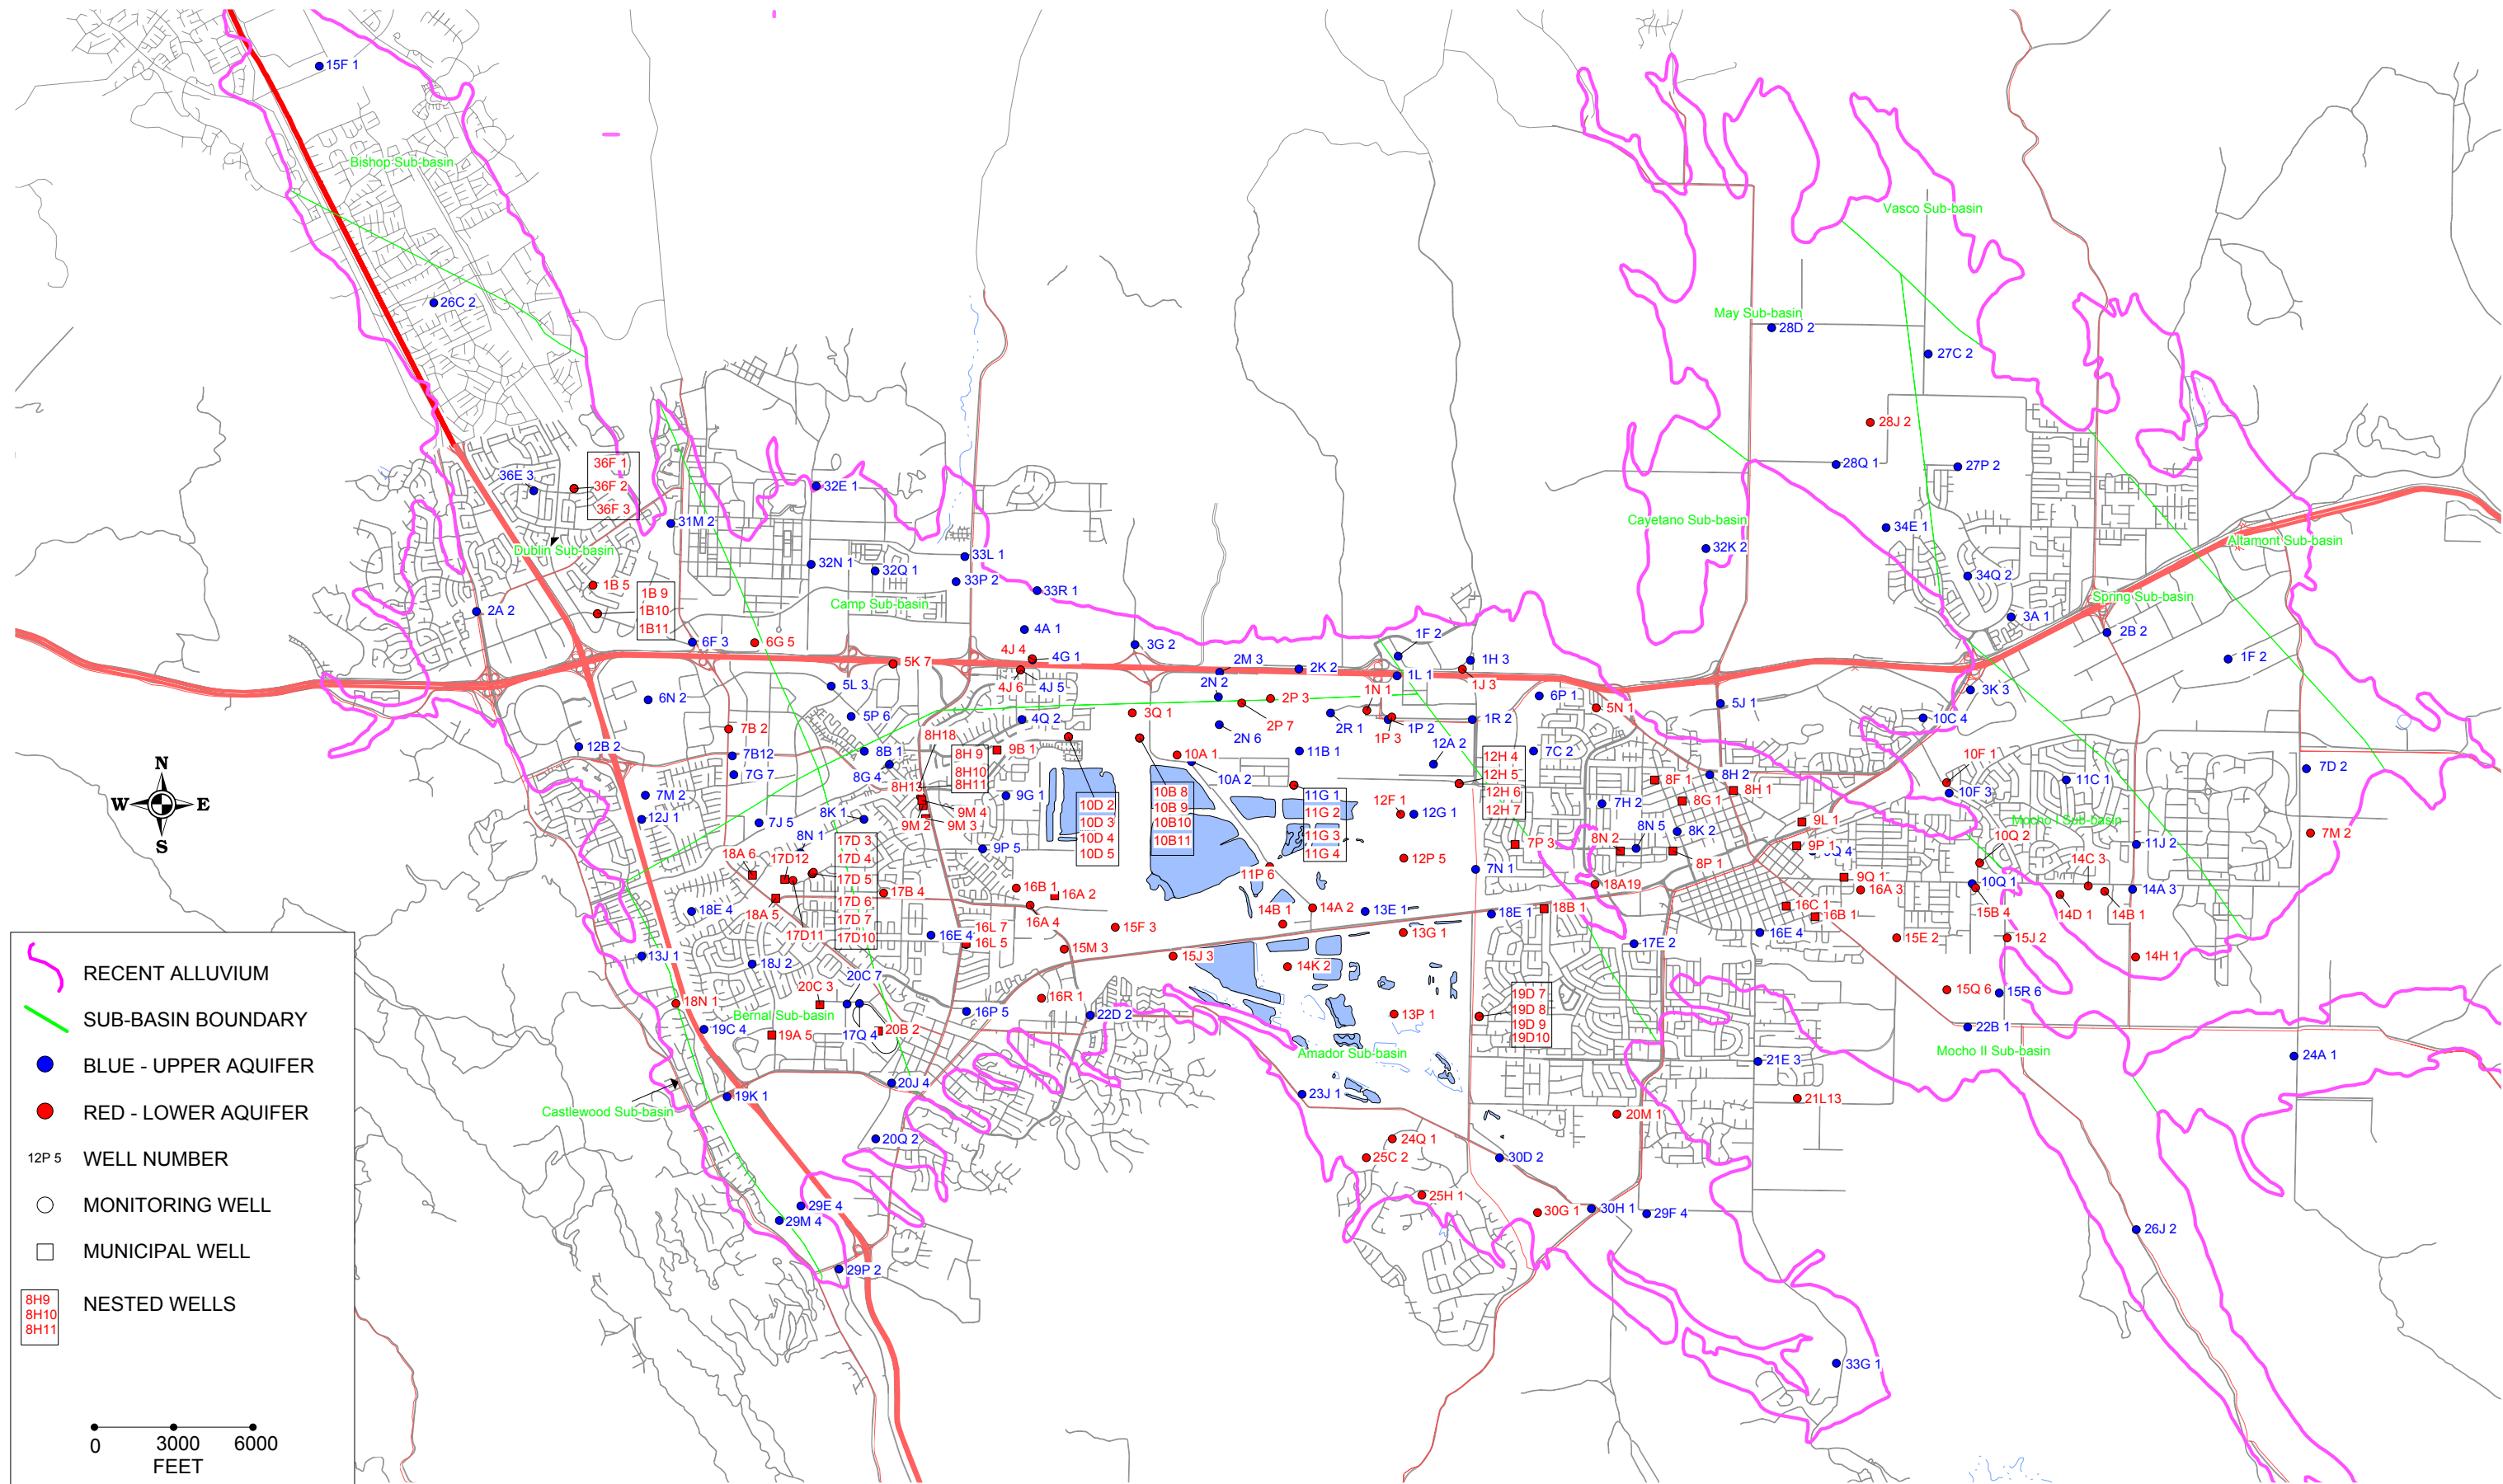 15F 1
Bishop Sub-basin
Vasco Sub-basin
26C 2
May Sub-basin
28D 2
27C 2
28J 2
36F 1
36F 2
36F 3
36E 3
28Q 1
27P 2
32E 1
31M 2
Cayetano Sub-basin
34E 1
Altamont Sub-basin
Dublin Sub-basin
33L 1
32K 2
32N 1
32Q 1
33P 2
34Q 2
1B 5
33R 1
1B 9
1B10
1B11
Camp Sub-basin
Spring Sub-basin
2A 2
3A 1
4A 1
2B 2
6F 3
6G 5
3G 2
1F 2
4J 4
4G 1
5K 7
2M 3
2K 2
1L 1
1H 3
1F 2
4J 6
4J 5
5L 3
2N 2
1N 1
1J 3
3K 3
6N 2
2P 3
6P 1
5J 1
5N 1
5P 6
4Q 2
3Q 1
2P 7
2N 6
2R 1
1P 3
1P 2
1R 2
10C 4
7B 2
8H18
12B 2
7B12
8B 1
9B 1
10A 1
11B 1
12A 2
7C 2
8H 9
8H10
8H11
12H 4
12H 5
12H 6
12H 7
N
W
E
S
7G 7
8G 4
10A 2
8F 1
8H 2
10F 1
11C 1
7D 2
8H13
7M 2
9G 1
8H 1
10F 3
10B 8
10B 9
10B10
10B11
11G 1
11G 2
11G 3
11G 4
8G 1
7H 2
10D 2
10D 3
10D 4
10D 5
12J 1
7J 5
8K 1
9M 4
9M 2
9M 3
12F 1
12G 1
9L 1
Mocho I Sub-basin
8K 2
7M 2
8N 1
17D 3
17D 4
17D 5
17D 6
17D 7
17D10
9P 5
7P 3
8N 2
8N 5
9P 1
10Q 2
11J 2
18A 6
17D12
12P 5
8P 1
14C 3
11P 6
7N 1
9Q 1
10Q 1
17B 4
16B 1
16A 2
18A19
16A 3
14A 3
18E 4
18A 5
16A 4
14B 1
14A 2
13E 1
18E 1
18B 1
16C 1
16B 1
15B 4
14D 1
14B 1
17D11
16E 4
16L 7
16L 5
15F 3
13G 1
16E 4
15E 2
15J 2
17E 2
13J 1
18J 2
15M 3
15J 3
14K 2
14H 1
20C 7
20C 3
18N 1
16R 1
19D 7
19D 8
19D 9
19D10
15Q 6
15R 6
Bernal Sub-basin
16P 5
22D 2
13P 1
19C 4
19A 5
17Q 4
20B 2
22B 1
Amador Sub-basin
Mocho II Sub-basin
24A 1
21E 3
20J 4
19K 1
23J 1
21L13
Castlewood Sub-basin
20M 1
20Q 2
24Q 1
25C 2
30D 2
25H 1
29E 4
29M 4
30G 1
30H 1
29F 4
26J 2
29P 2
33G 1
RECENT ALLUVIUM
SUB-BASIN BOUNDARY
BLUE - UPPER AQUIFER
RED - LOWER AQUIFER
12P 5 WELL NUMBER
MONITORING WELL
MUNICIPAL WELL
8H9
8H10
8H11
NESTED WELLS
0 3000 6000
FEET